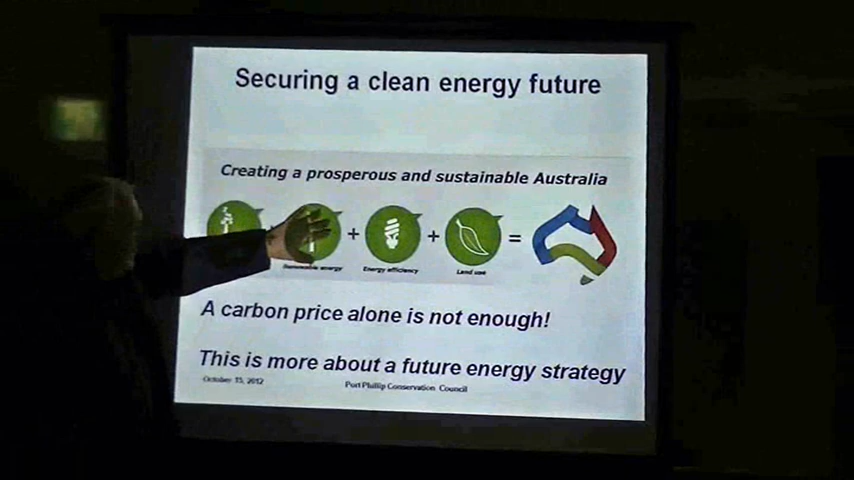 Securing a clean energy future
Creating a prosperous and sustainable Australia
+ + =
Renewable energy Energy efficiency Land use
A carbon price alone is not enough!
This is more about a future energy strategy
October 15, 2012 Port Phillip Conservation Council